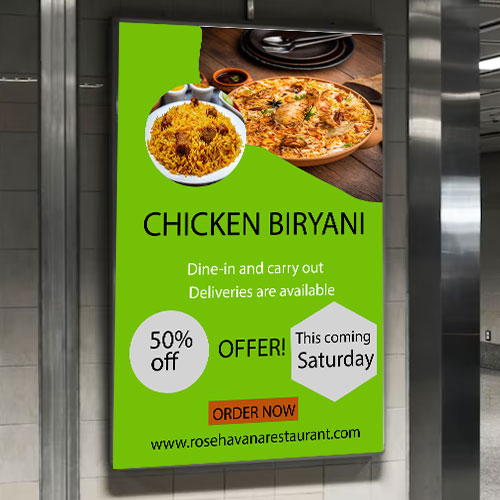 CHICKEN BIRYANI
Dine-in and carry out
Deliveries are available
50%
off
OFFER!
This coming
Saturday
ORDER NOW
www.rosehavanarestaurant.com